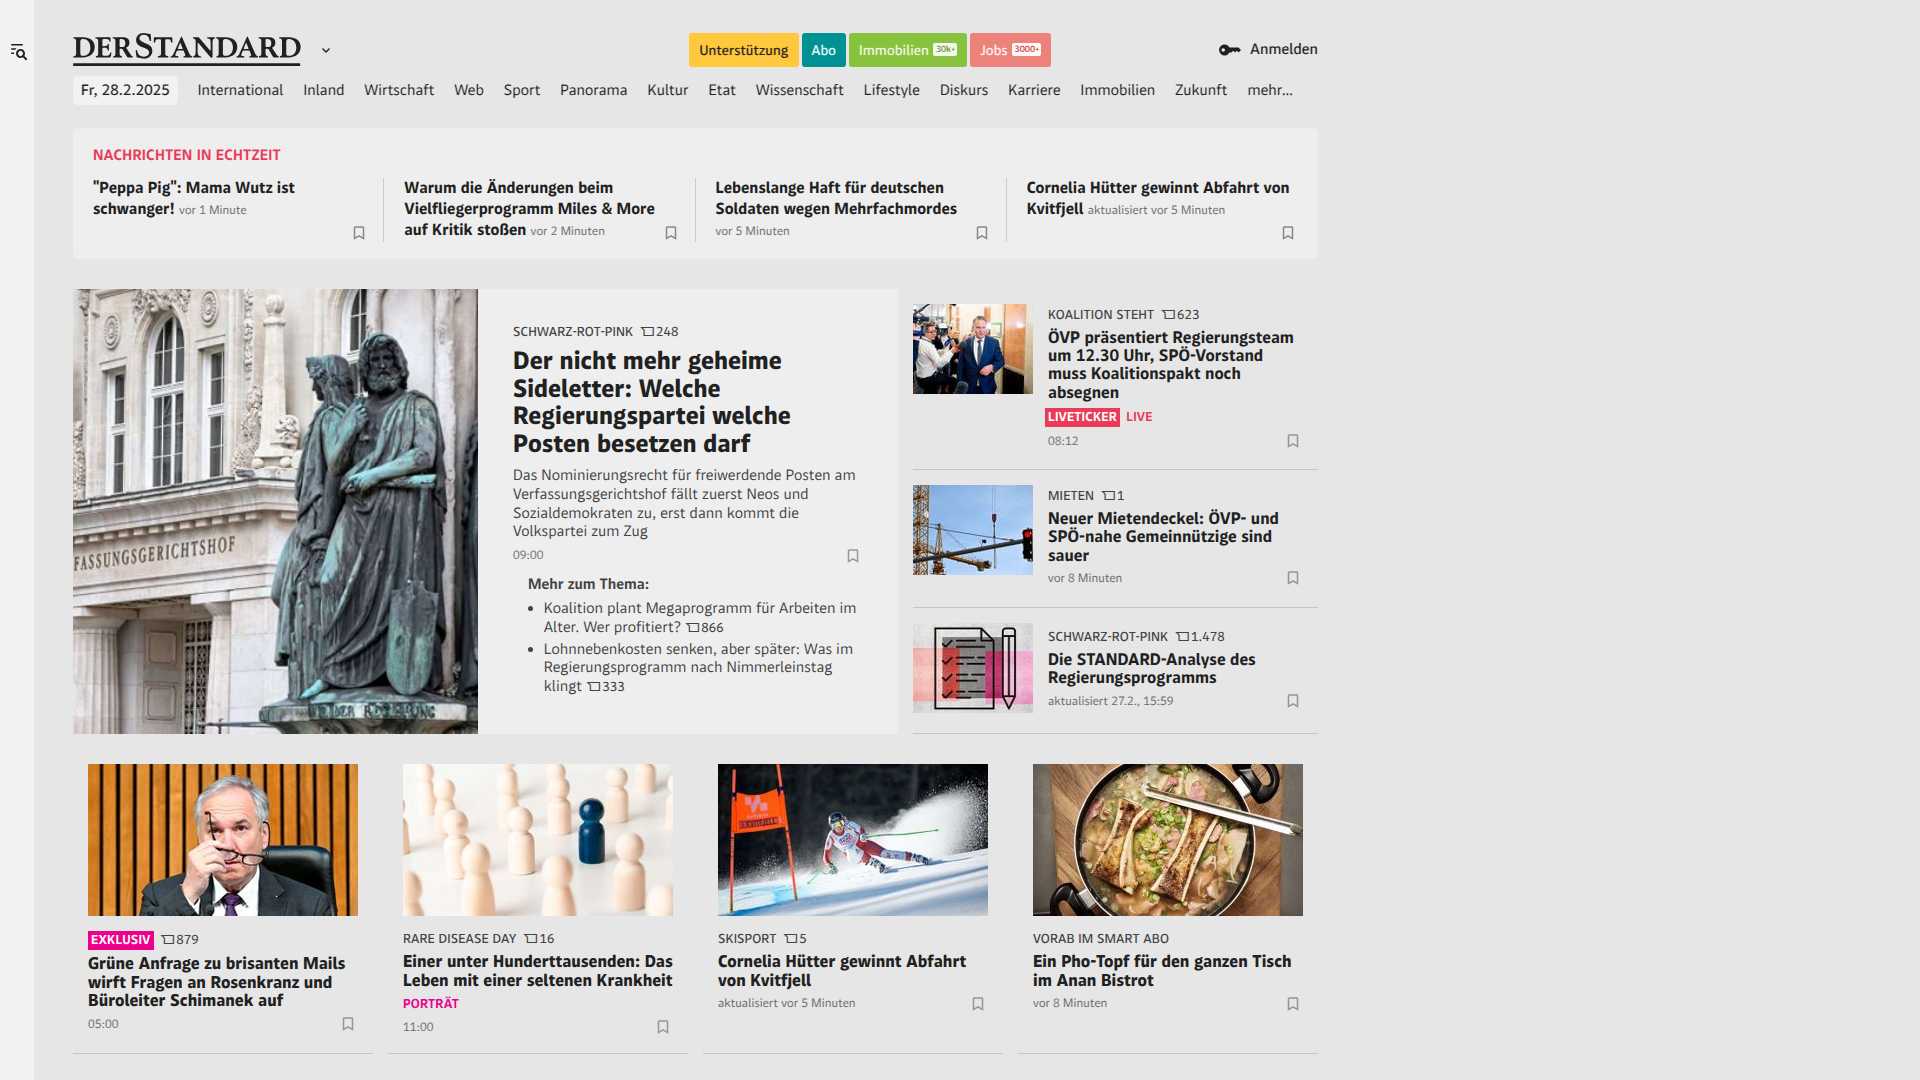 DERSTANDARD
Unterstützung
Abo
Immobilien 30k+
Jobs 3000+
Anmelden
Fr, 28.2.2025
International
Inland
Wirtschaft
Web
Sport
Panorama
Kultur
Etat
Wissenschaft
Lifestyle
Diskurs
Karriere
Immobilien
Zukunft
mehr...
NACHRICHTEN IN ECHTZEIT
"Peppa Pig": Mama Wutz ist
schwanger! vor 1 Minute
Warum die Änderungen beim
Vielfliegerprogramm Miles & More
auf Kritik stoßen vor 2 Minuten
Lebenslange Haft für deutschen
Soldaten wegen Mehrfachmordes
vor 5 Minuten
Cornelia Hütter gewinnt Abfahrt von
Kvitfjell aktualisiert vor 5 Minuten
FASSUNGSGERICHTSHOF
SCHWARZ-ROT-PINK 248
Der nicht mehr geheime
Sideletter: Welche
Regierungspartei welche
Posten besetzen darf
Das Nominierungsrecht für freiwerdende Posten am
Verfassungsgerichtshof fällt zuerst Neos und
Sozialdemokraten zu, erst dann kommt die
Volkspartei zum Zug
09:00
Mehr zum Thema:
• Koalition plant Megaprogramm für Arbeiten im
Alter. Wer profitiert? 866
• Lohnnebenkosten senken, aber später: Was im
Regierungsprogramm nach Nimmerleinstag
klingt 333
KOALITION STEHT 623
ÖVP präsentiert Regierungsteam
um 12.30 Uhr, SPÖ-Vorstand
muss Koalitionspakt noch
absegnen
LIVETICKER LIVE
08:12
MIETEN 1
Neuer Mietendeckel: ÖVP- und
SPÖ-nahe Gemeinnützige sind
sauer
vor 8 Minuten
SCHWARZ-ROT-PINK 1.478
Die STANDARD-Analyse des
Regierungsprogramms
aktualisiert 27.2., 15:59
EXKLUSIV 879
Grüne Anfrage zu brisanten Mails
wirft Fragen an Rosenkranz und
Büroleiter Schimanek auf
05:00
RARE DISEASE DAY 16
Einer unter Hunderttausenden: Das
Leben mit einer seltenen Krankheit
PORTRÄT
11:00
SKISPORT 5
Cornelia Hütter gewinnt Abfahrt
von Kvitfjell
aktualisiert vor 5 Minuten
VORAB IM SMART ABO
Ein Pho-Topf für den ganzen Tisch
im Anan Bistrot
vor 8 Minuten